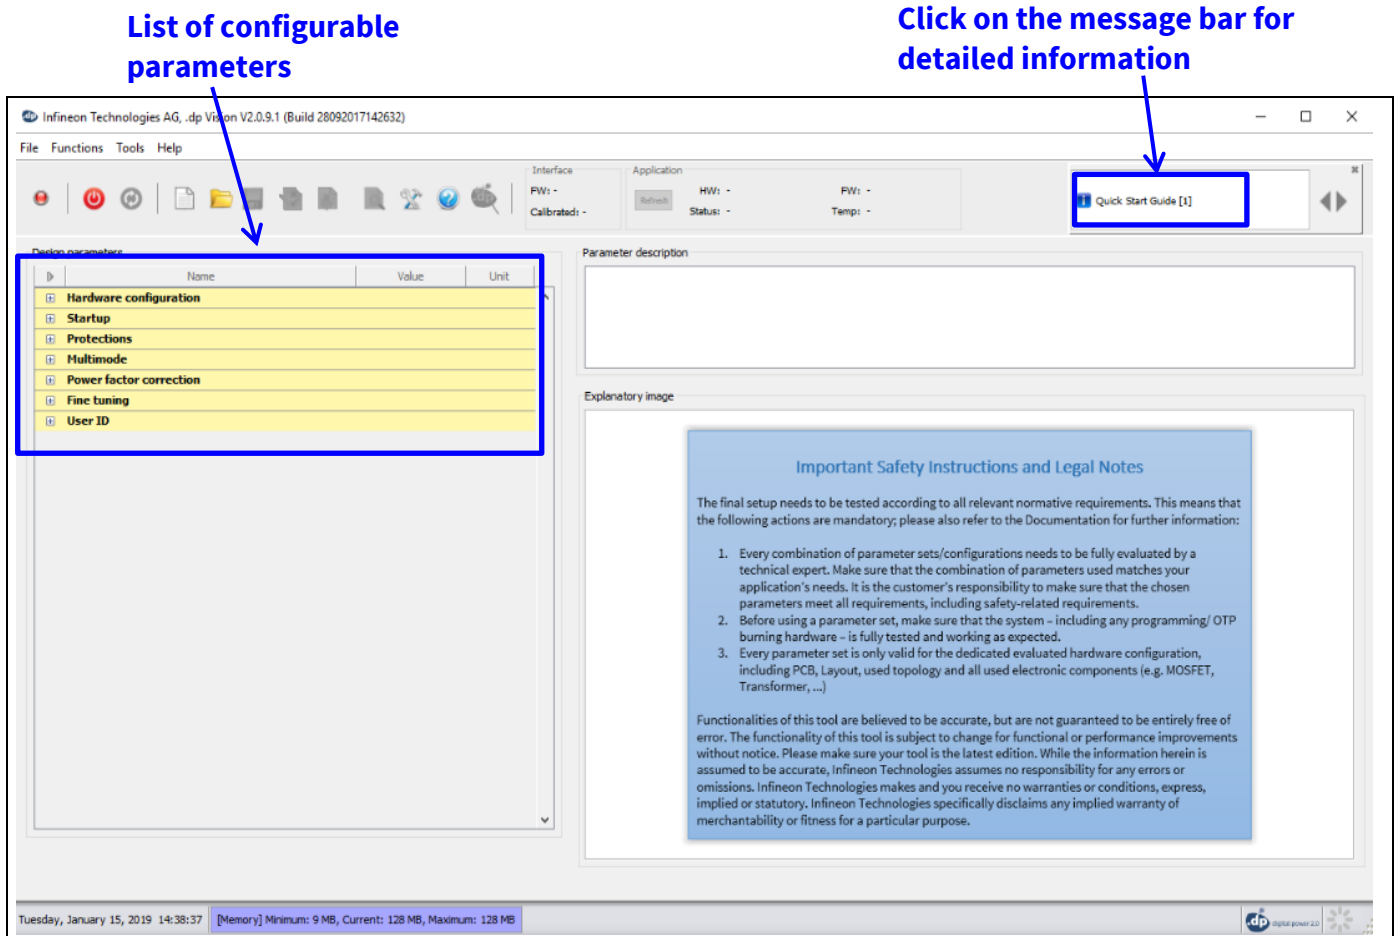 List of configurable
parameters
Click on the message bar for
detailed information
Infineon Technologies AG, .dp Vision V2.0.9.1 (Build 28092017142632)
File Functions Tools Help
Interface
FW: -
Calibrated: -
Application
Refresh
HW: -
FW: -
Status: -
Temp: -
Quick Start Guide [1]
Design parameters
Name Value Unit
Hardware configuration
Startup
Protections
Multimode
Power factor correction
Fine tuning
User ID
Parameter description
Explanatory image
Important Safety Instructions and Legal Notes
The final setup needs to be tested according to all relevant normative requirements. This means that
the following actions are mandatory; please also refer to the Documentation for further information:
1. Every combination of parameter sets/configurations needs to be fully evaluated by a
technical expert. Make sure that the combination of parameters used matches your
application's needs. It is the customer's responsibility to make sure that the chosen
parameters meet all requirements, including safety-related requirements.
2. Before using a parameter set, make sure that the system – including any programming/ OTP
burning hardware – is fully tested and working as expected.
3. Every parameter set is only valid for the dedicated evaluated hardware configuration,
including PCB, Layout, used topology and all used electronic components (e.g. MOSFET,
Transformer, ...)
Functionalities of this tool are believed to be accurate, but are not guaranteed to be entirely free of
error. The functionality of this tool is subject to change for functional or performance improvements
without notice. Please make sure your tool is the latest edition. While the information herein is
assumed to be accurate, Infineon Technologies assumes no responsibility for any errors or
omissions. Infineon Technologies makes and you receive no warranties or conditions, express,
implied or statutory. Infineon Technologies specifically disclaims any implied warranty of
merchantability or fitness for a particular purpose.
Tuesday, January 15, 2019 14:38:37
[Memory] Minimum: 9 MB, Current: 128 MB, Maximum: 128 MB
.dp digital power 2.0